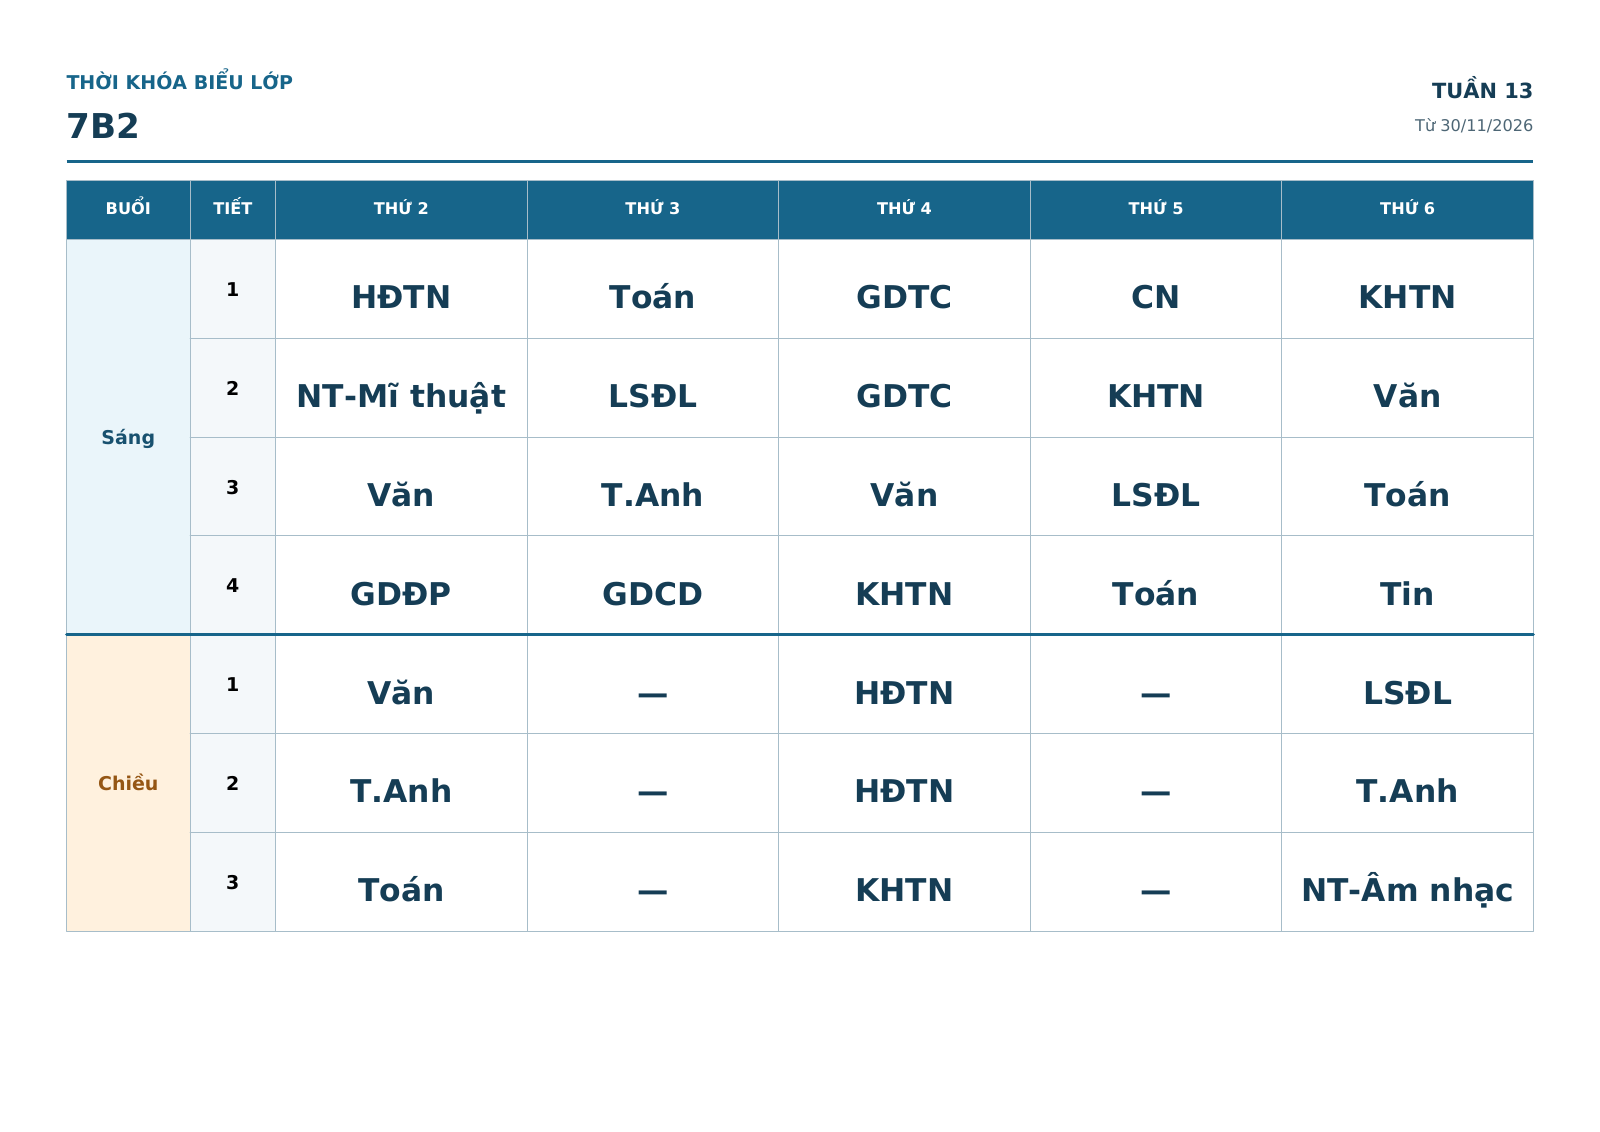 THỜI KHÓA BIỂU LỚP
7B2
TUẦN 13
Từ 30/11/2026
BUỔI TIẾT THỨ 2 THỨ 3 THỨ 4 THỨ 5 THỨ 6
Sáng
1 HĐTN Toán GDTC CN KHTN
2 NT-Mĩ thuật LSĐL GDTC KHTN Văn
3 Văn T.Anh Văn LSĐL Toán
4 GDĐP GDCD KHTN Toán Tin
Chiều
1 Văn — HĐTN — LSĐL
2 T.Anh — HĐTN — T.Anh
3 Toán — KHTN — NT-Âm nhạc